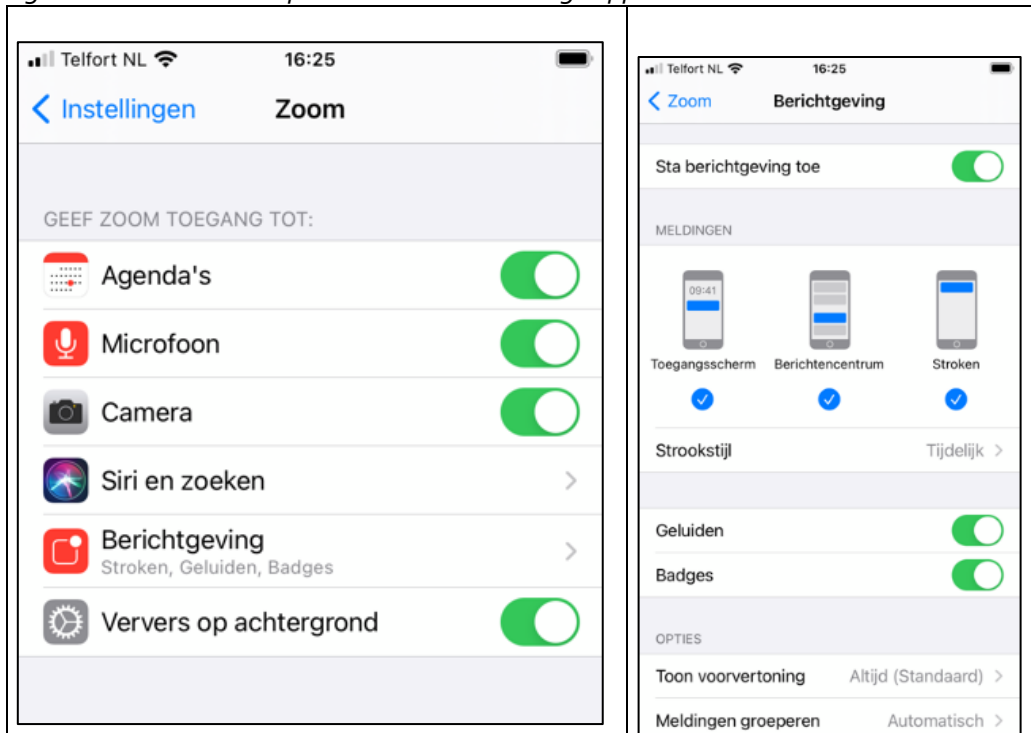 Telfort NL 16:25
Instellingen Zoom
GEEF ZOOM TOEGANG TOT:
Agenda's
Microfoon
Camera
Siri en zoeken
Berichtgeving
Stroken, Geluiden, Badges
Ververs op achtergrond
Telfort NL 16:25
Zoom Berichtgeving
Sta berichtgeving toe
MELDINGEN
09:41
Toegangsscherm Berichtencentrum Stroken
Strookstijl Tijdelijk
Geluiden
Badges
OPTIES
Toon voorvertoning Altijd (Standaard)
Meldingen groeperen Automatisch